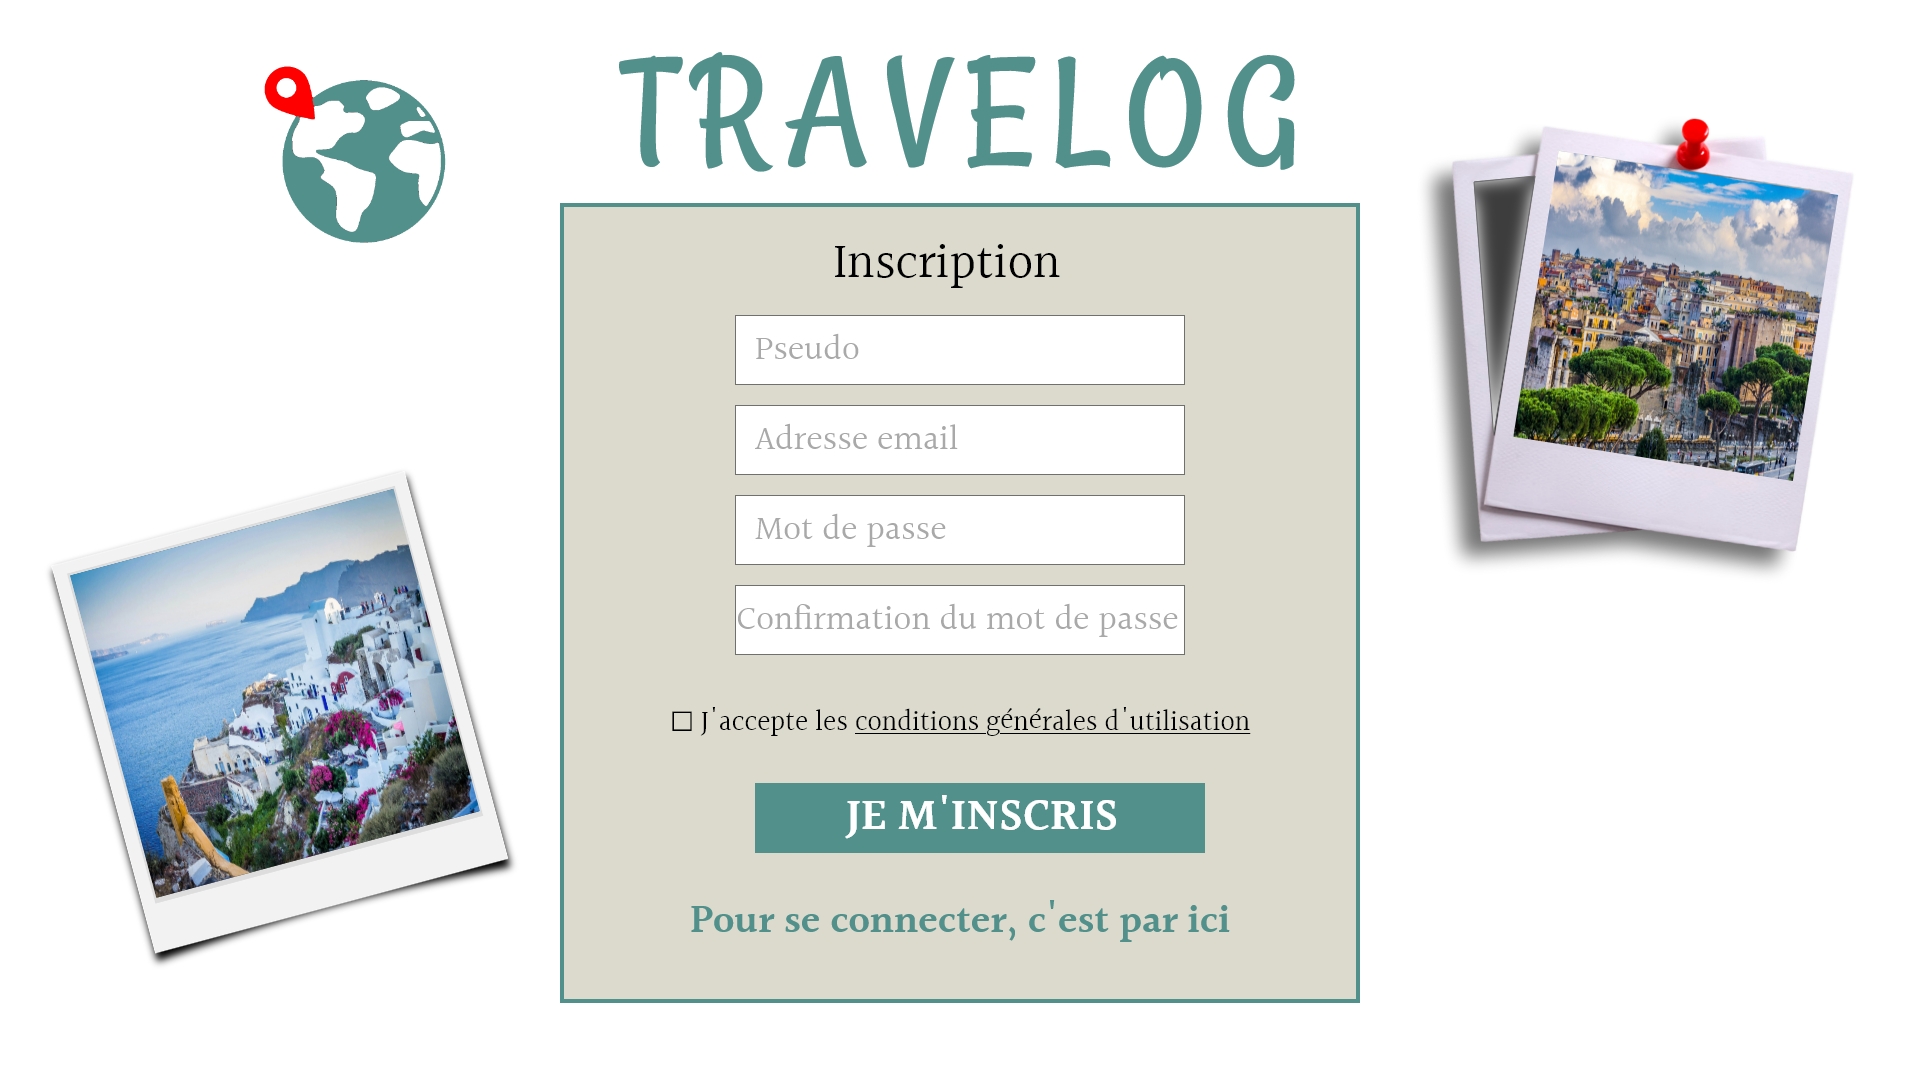 TRAVELOG
Inscription
Pseudo
Adresse email
Mot de passe
Confirmation du mot de passe
☐ J'accepte les conditions générales d'utilisation
JE M'INSCRIS
Pour se connecter, c'est par ici